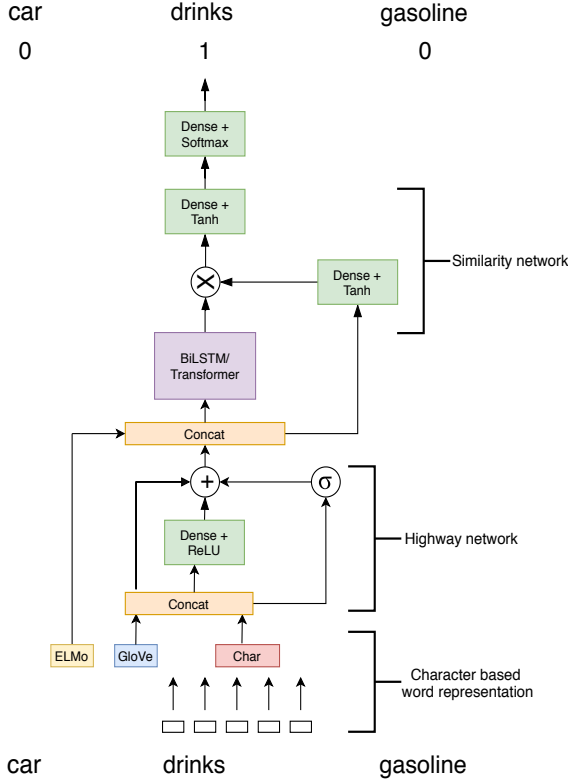 car drinks gasoline
0 1 0
Dense +
Softmax
Dense +
Tanh
Similarity network
Dense +
Tanh
X
BiLSTM/
Transformer
Concat
+
σ
Dense +
ReLU
Highway network
Concat
ELMo
GloVe
Char
Character based
word representation
car drinks gasoline